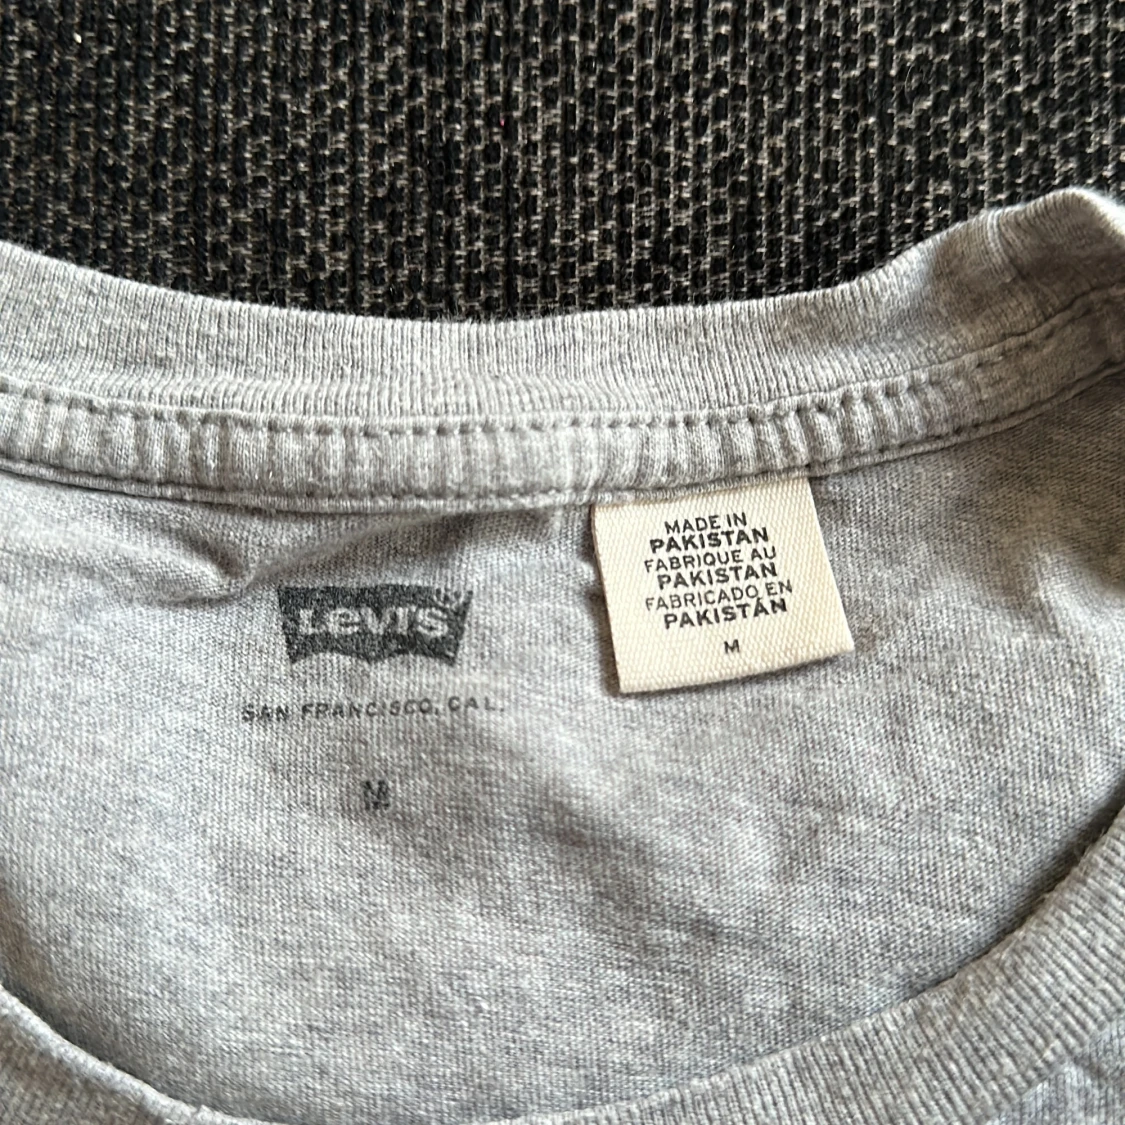 Levi's
SAN FRANCISCO, CAL.
M
MADE IN
PAKISTAN
FABRIQUE AU
PAKISTAN
FABRICADO EN
PAKISTÁN
M